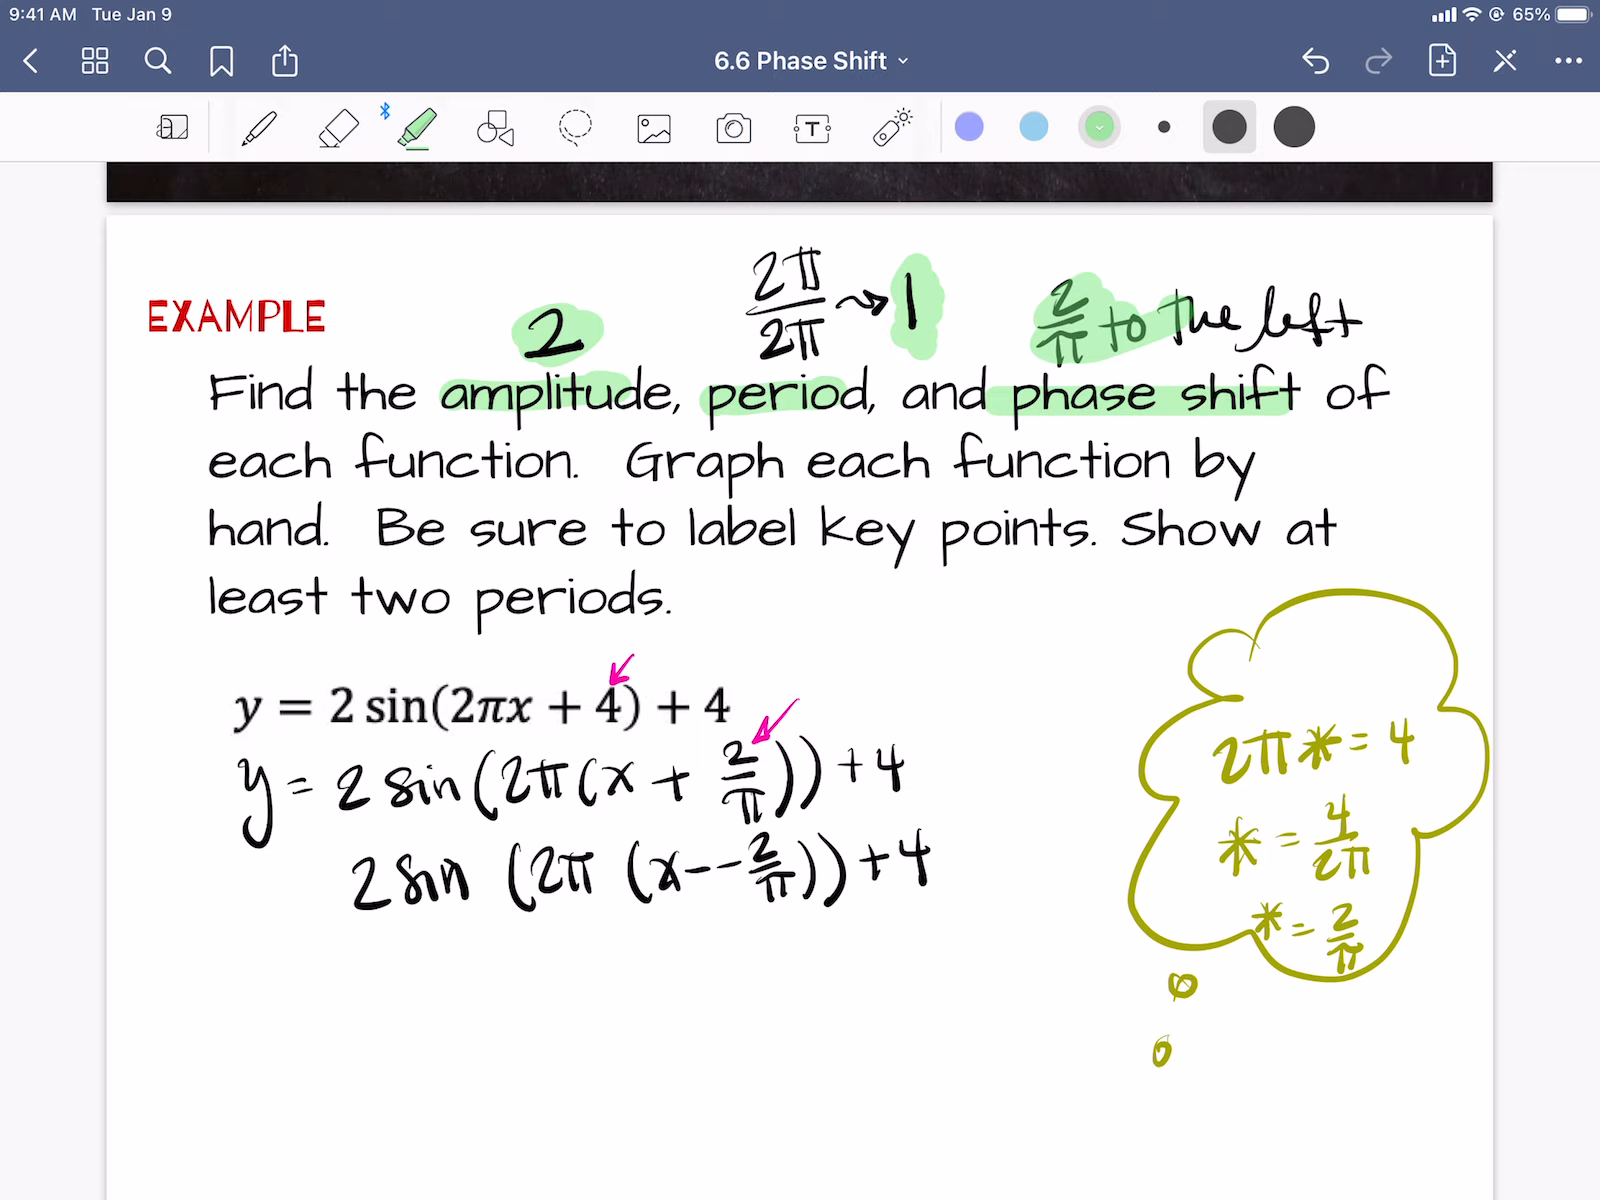 9:41 AM Tue Jan 9
65%
6.6 Phase Shift
T
EXAMPLE
2
2π/2π ⤳ 1
2/π to the left
Find the amplitude, period, and phase shift of
each function. Graph each function by
hand. Be sure to label key points. Show at
least two periods.
y = 2 sin(2πx + 4) + 4
y = 2 sin(2π(x + 2/π)) + 4
2 sin (2π (x - - 2/π)) + 4
2π * = 4
* = 4/2π
* = 2/π